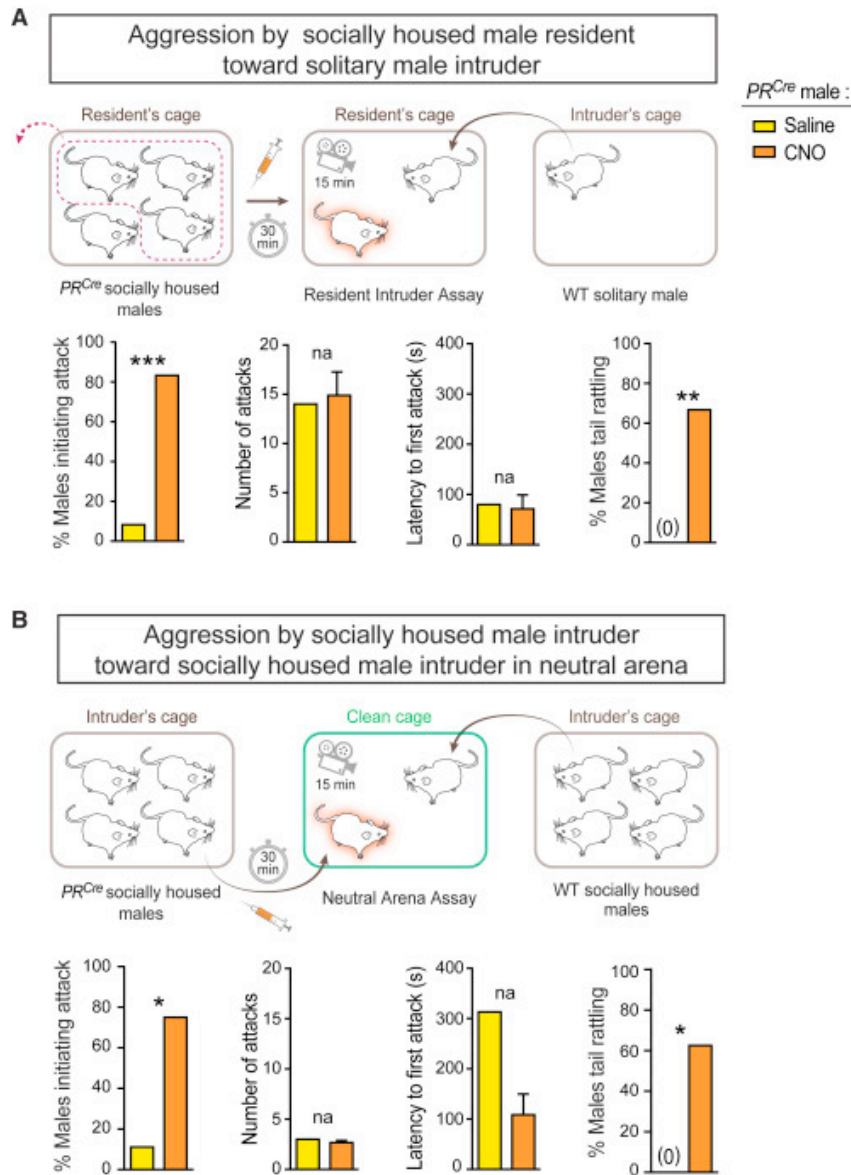 A
Aggression by socially housed male resident
toward solitary male intruder
PRCre male :
Saline
CNO
Resident's cage
Resident's cage
Intruder's cage
15 min
30
min
PRCre socially housed
males
Resident Intruder Assay
WT solitary male
% Males initiating attack
100
80
60
40
20
0
***
Number of attacks
20
15
10
5
0
na
Latency to first attack (s)
400
300
200
100
0
na
% Males tail rattling
100
80
60
40
20
0
(0)
**
B
Aggression by socially housed male intruder
toward socially housed male intruder in neutral arena
Intruder's cage
Clean cage
Intruder's cage
15 min
30
min
PRCre socially housed
males
Neutral Arena Assay
WT socially housed
males
% Males initiating attack
100
80
60
40
20
0
*
Number of attacks
20
15
10
5
0
na
Latency to first attack (s)
400
300
200
100
0
na
% Males tail rattling
100
80
60
40
20
0
(0)
*